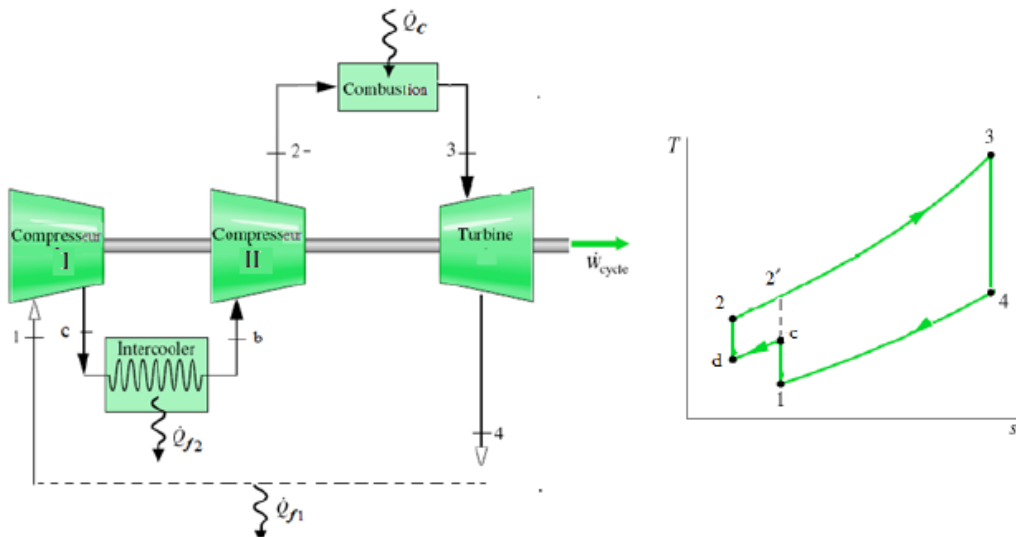 Q̇c
Combustion
2-
3
Compresseur
I
Compresseur
II
Turbine
Ẇcycle
1
c
Intercooler
b
Q̇f2
4
Q̇f1
T
3
2′
2
c
4
d
1
s